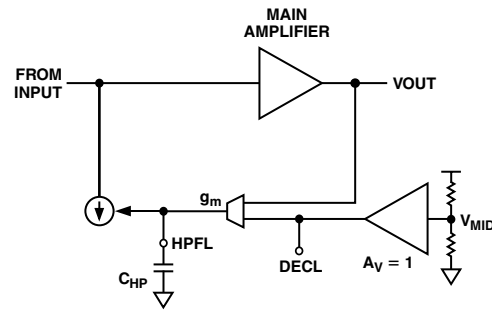 MAIN
AMPLIFIER
FROM
INPUT
VOUT
gm
VMID
HPFL
DECL
CHP
AV = 1